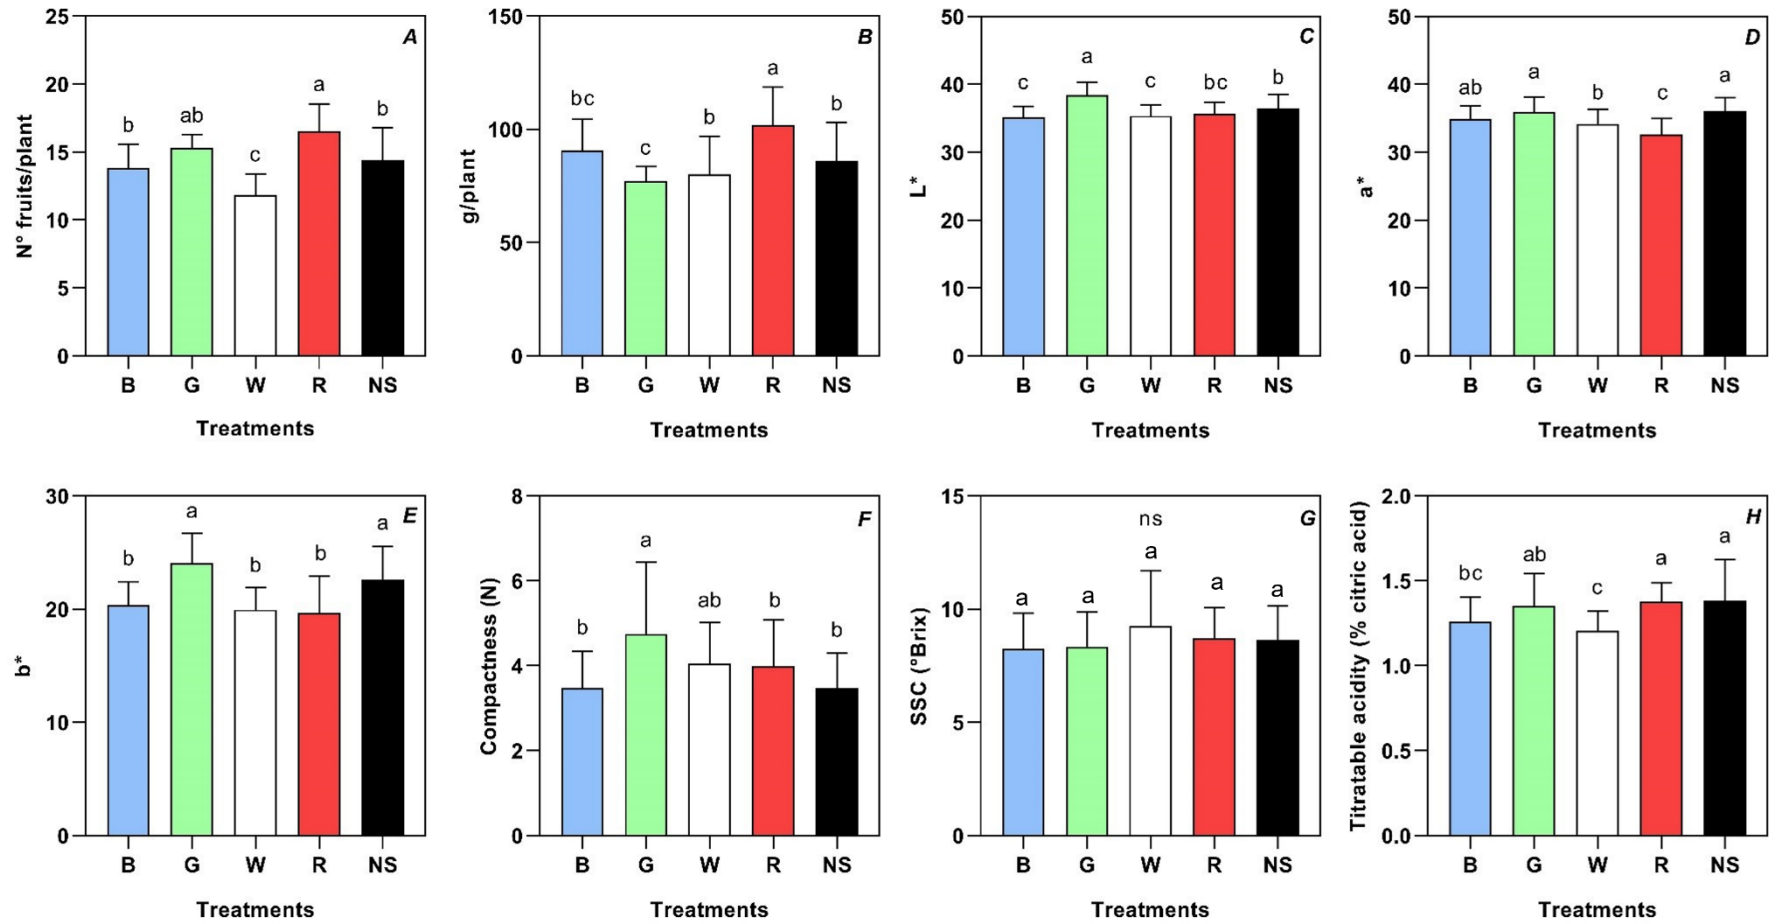 A
N° fruits/plant
25
20
15
10
5
0
b
ab
c
a
b
B G W R NS
Treatments
B
g/plant
150
100
50
0
bc
c
b
a
b
B G W R NS
Treatments
C
L*
50
40
30
20
10
0
c
a
c
bc
b
B G W R NS
Treatments
D
a*
50
40
30
20
10
0
ab
a
b
c
a
B G W R NS
Treatments
E
b*
30
20
10
0
b
a
b
b
a
B G W R NS
Treatments
F
Compactness (N)
8
6
4
2
0
b
a
ab
b
b
B G W R NS
Treatments
G
SSC (°Brix)
15
10
5
0
ns
a
a
a
a
a
B G W R NS
Treatments
H
Titratable acidity (% citric acid)
2.0
1.5
1.0
0.5
0.0
bc
ab
c
a
a
B G W R NS
Treatments